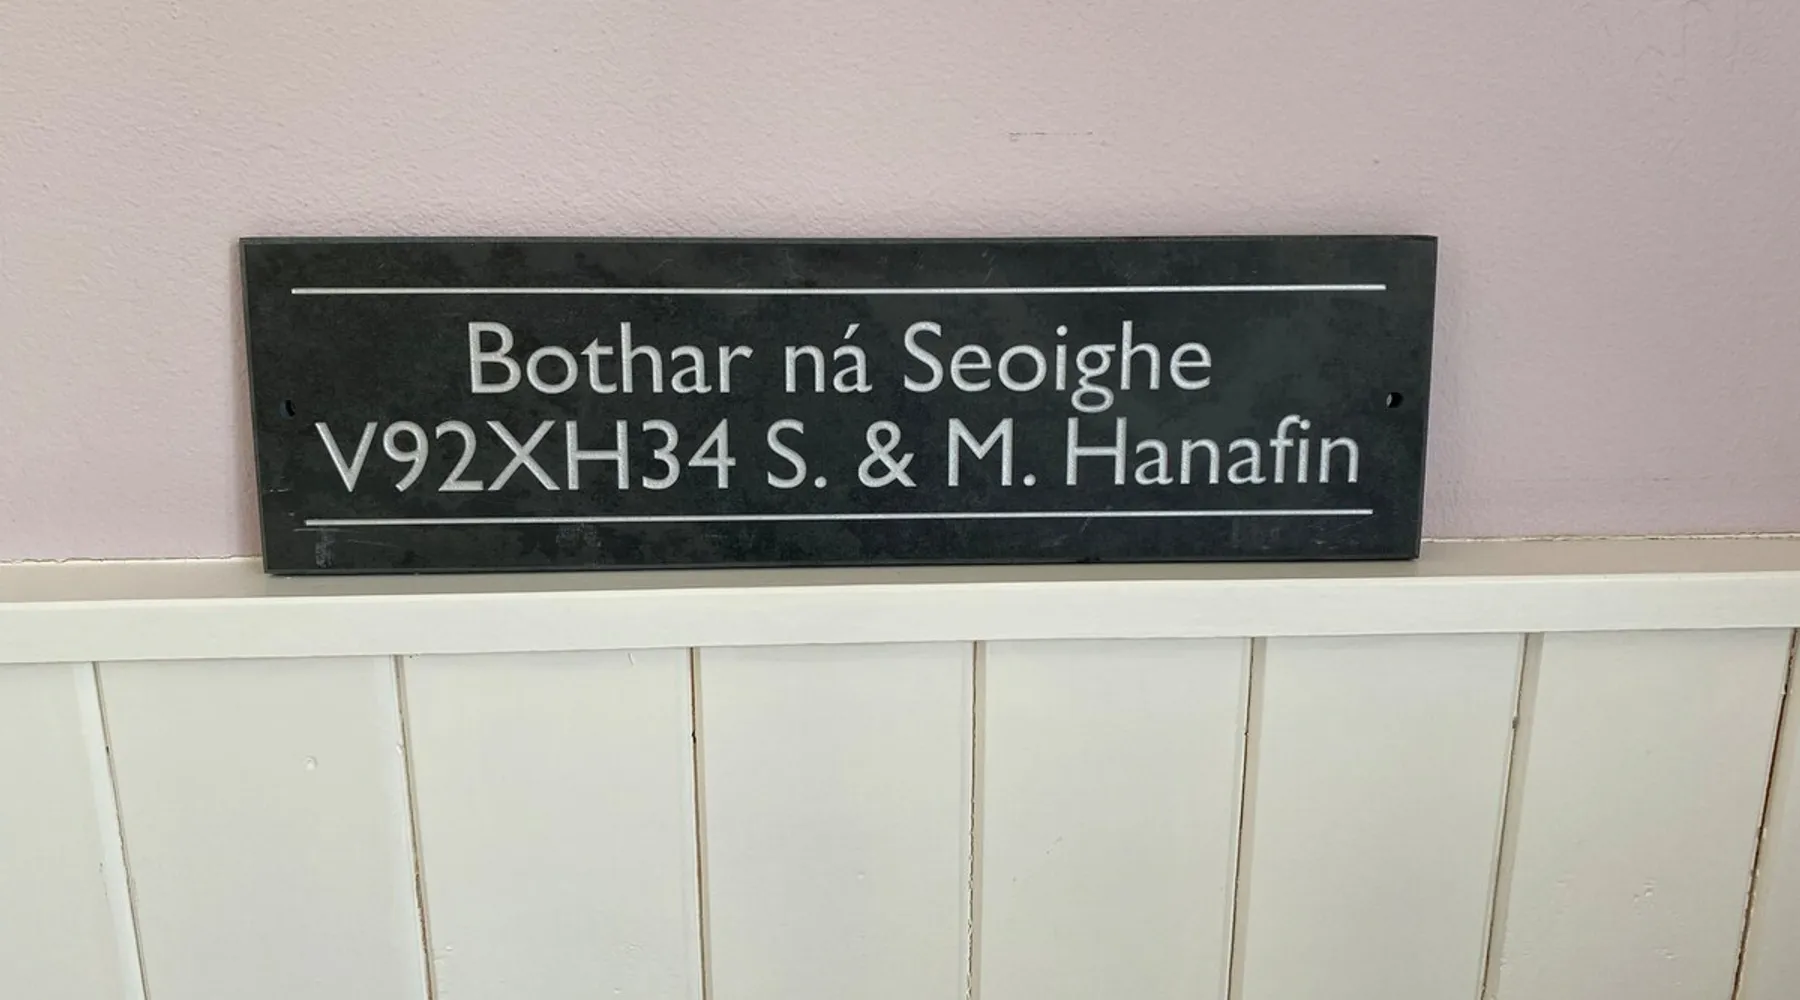 Bothar ná Seoighe
V92XH34 S. & M. Hanafin